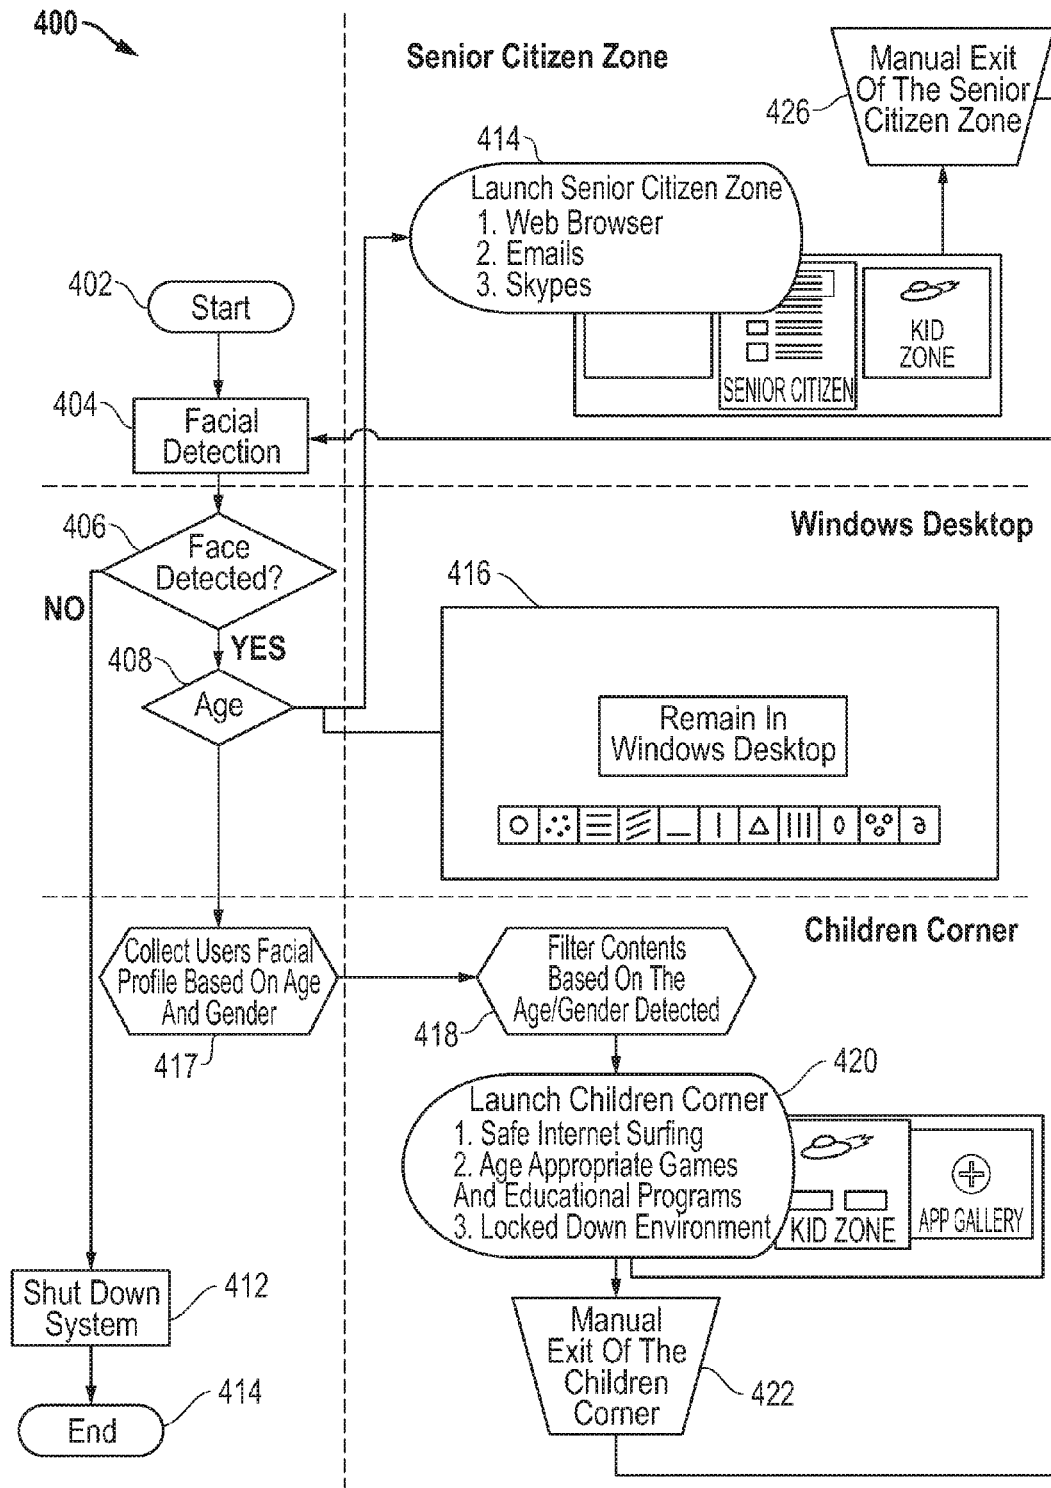 400
Senior Citizen Zone
Manual Exit
Of The Senior
Citizen Zone
426
414
Launch Senior Citizen Zone
1. Web Browser
2. Emails
3. Skypes
SENIOR CITIZEN
KID
ZONE
402
Start
404
Facial
Detection
Windows Desktop
406
Face
Detected?
NO
YES
408
Age
416
Remain In
Windows Desktop
Children Corner
Collect Users Facial
Profile Based On Age
And Gender
417
Filter Contents
Based On The
Age/Gender Detected
418
420
Launch Children Corner
1. Safe Internet Surfing
2. Age Appropriate Games
And Educational Programs
3. Locked Down Environment
KID ZONE
APP GALLERY
Shut Down
System
412
Manual
Exit Of The
Children
Corner
422
End
414